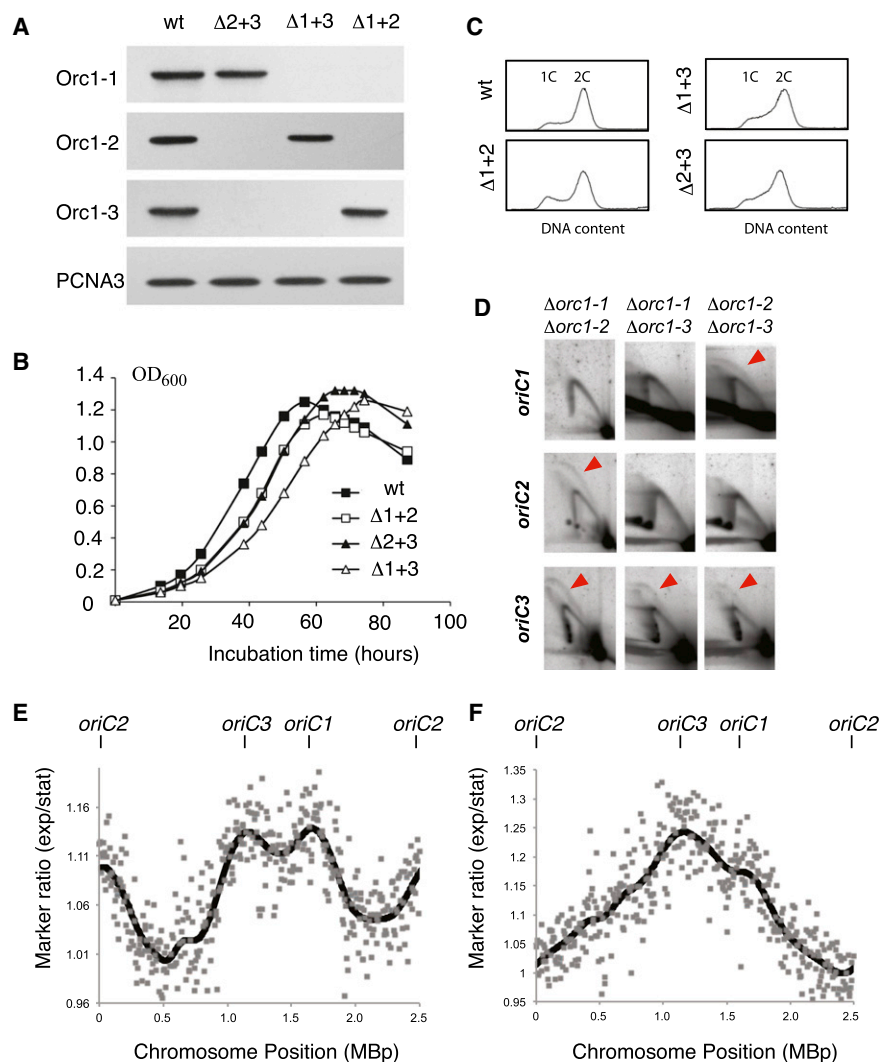 A
wt Δ2+3 Δ1+3 Δ1+2
Orc1-1
Orc1-2
Orc1-3
PCNA3
B
OD600
1.4
1.2
1.0
0.8
0.6
0.4
0.2
0
20 40 60 80 100
wt
Δ1+2
Δ2+3
Δ1+3
Incubation time (hours)
C
wt
1C 2C
Δ1+3
1C 2C
Δ1+2
Δ2+3
DNA content
DNA content
D
Δorc1-1 Δorc1-1 Δorc1-2
Δorc1-2 Δorc1-3 Δorc1-3
oriC1
oriC2
oriC3
E
oriC2 oriC3 oriC1 oriC2
Marker ratio (exp/stat)
1.16
1.11
1.06
1.01
0.96
0 0.5 1.0 1.5 2.0 2.5
Chromosome Position (MBp)
F
oriC2 oriC3 oriC1 oriC2
Marker ratio (exp/stat)
1.35
1.3
1.25
1.2
1.15
1.1
1.05
1
0.95
0 0.5 1.0 1.5 2.0 2.5
Chromosome Position (MBp)